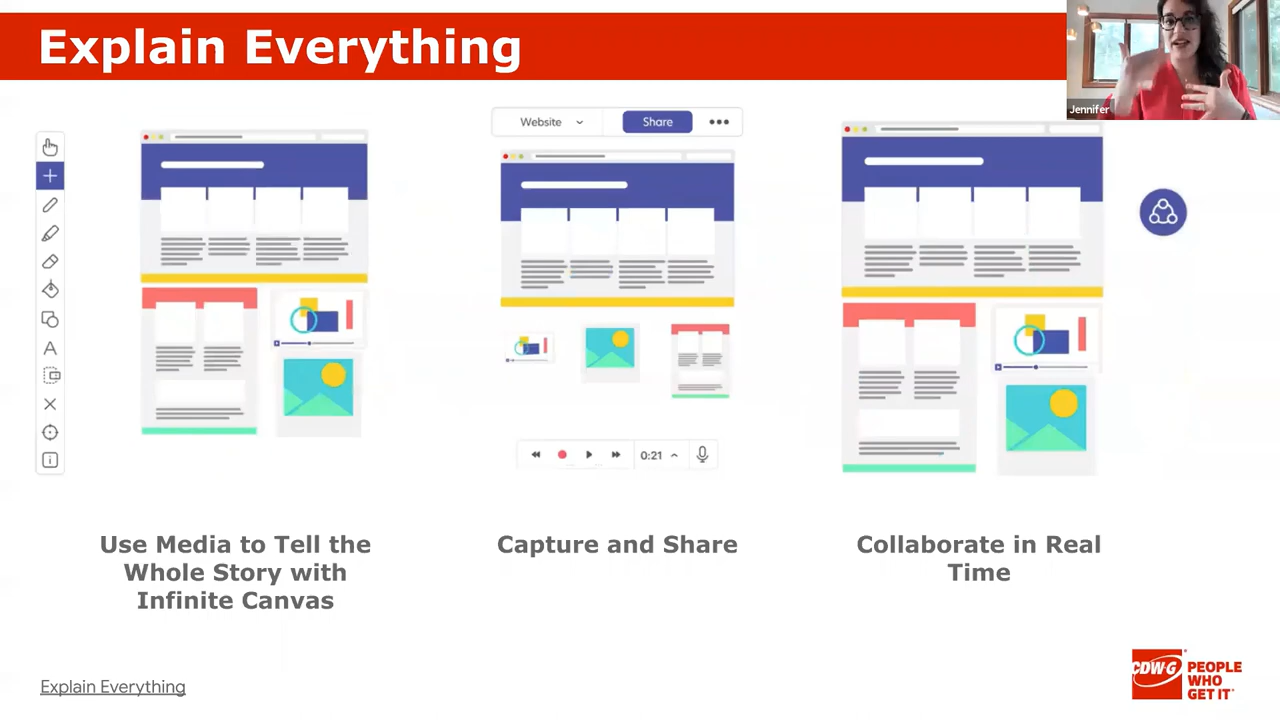 Explain Everything
Jennifer
Website
Share
A
0:21
Use Media to Tell the
Whole Story with
Infinite Canvas
Capture and Share
Collaborate in Real
Time
Explain Everything
CDW·G
PEOPLE
WHO
GET IT